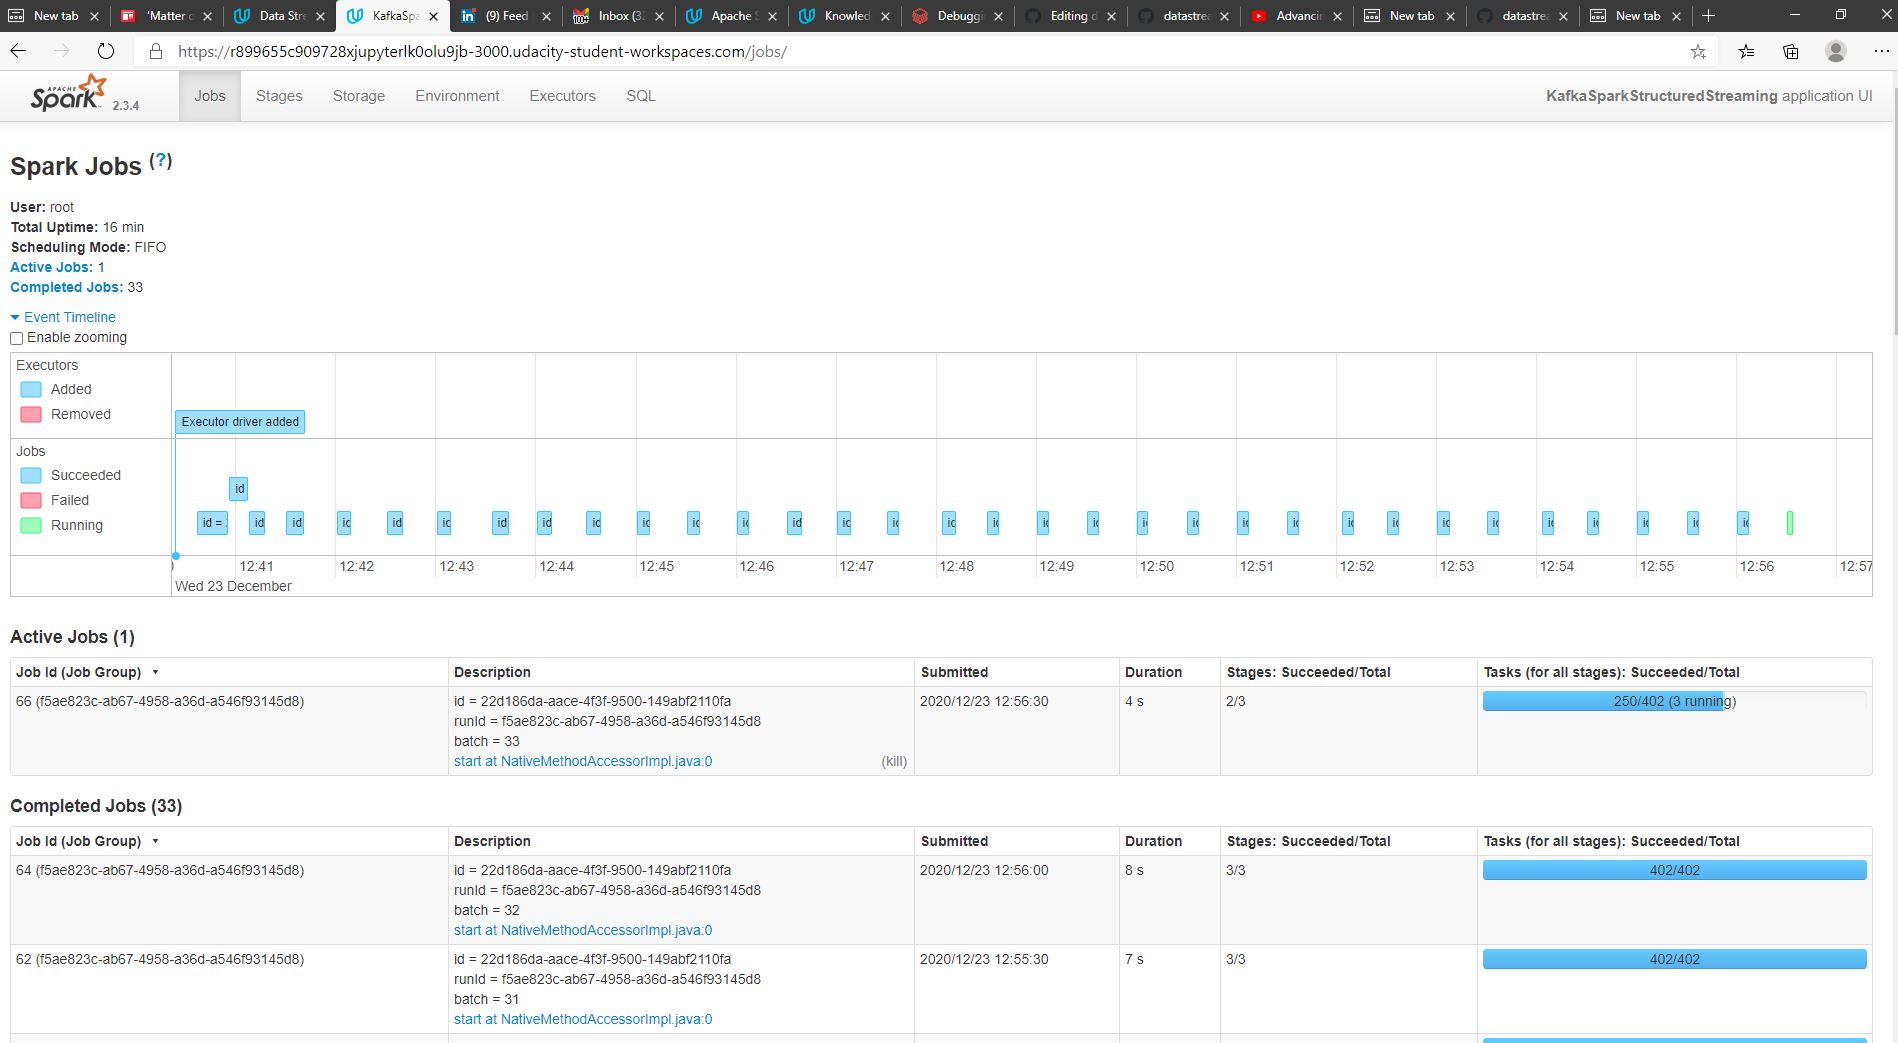 New tab
'Matter c
Data Stre
KafkaSpa
(9) Feed
Inbox (32
Apache S
Knowled
Debuggi
Editing d
datastrea
Advancin
New tab
datastrea
New tab
https://r899655c909728xjupyterlk0olu9jb-3000.udacity-student-workspaces.com/jobs/
APACHE Spark 2.3.4
Jobs
Stages
Storage
Environment
Executors
SQL
KafkaSparkStructuredStreaming application UI
Spark Jobs (?)
User: root
Total Uptime: 16 min
Scheduling Mode: FIFO
Active Jobs: 1
Completed Jobs: 33
Event Timeline
Enable zooming
Executors
Added
Removed
Executor driver added
Jobs
Succeeded
Failed
Running
id
id = id id id id id id id id id id id id id id id id id id id id id id id id id id id id id id id
12:41 12:42 12:43 12:44 12:45 12:46 12:47 12:48 12:49 12:50 12:51 12:52 12:53 12:54 12:55 12:56 12:57
Wed 23 December
Active Jobs (1)
Job Id (Job Group) Description Submitted Duration Stages: Succeeded/Total Tasks (for all stages): Succeeded/Total
66 (f5ae823c-ab67-4958-a36d-a546f93145d8) id = 22d186da-aace-4f3f-9500-149abf2110fa 2020/12/23 12:56:30 4 s 2/3 250/402 (3 running)
runId = f5ae823c-ab67-4958-a36d-a546f93145d8
batch = 33
start at NativeMethodAccessorImpl.java:0 (kill)
Completed Jobs (33)
Job Id (Job Group) Description Submitted Duration Stages: Succeeded/Total Tasks (for all stages): Succeeded/Total
64 (f5ae823c-ab67-4958-a36d-a546f93145d8) id = 22d186da-aace-4f3f-9500-149abf2110fa 2020/12/23 12:56:00 8 s 3/3 402/402
runId = f5ae823c-ab67-4958-a36d-a546f93145d8
batch = 32
start at NativeMethodAccessorImpl.java:0
62 (f5ae823c-ab67-4958-a36d-a546f93145d8) id = 22d186da-aace-4f3f-9500-149abf2110fa 2020/12/23 12:55:30 7 s 3/3 402/402
runId = f5ae823c-ab67-4958-a36d-a546f93145d8
batch = 31
start at NativeMethodAccessorImpl.java:0